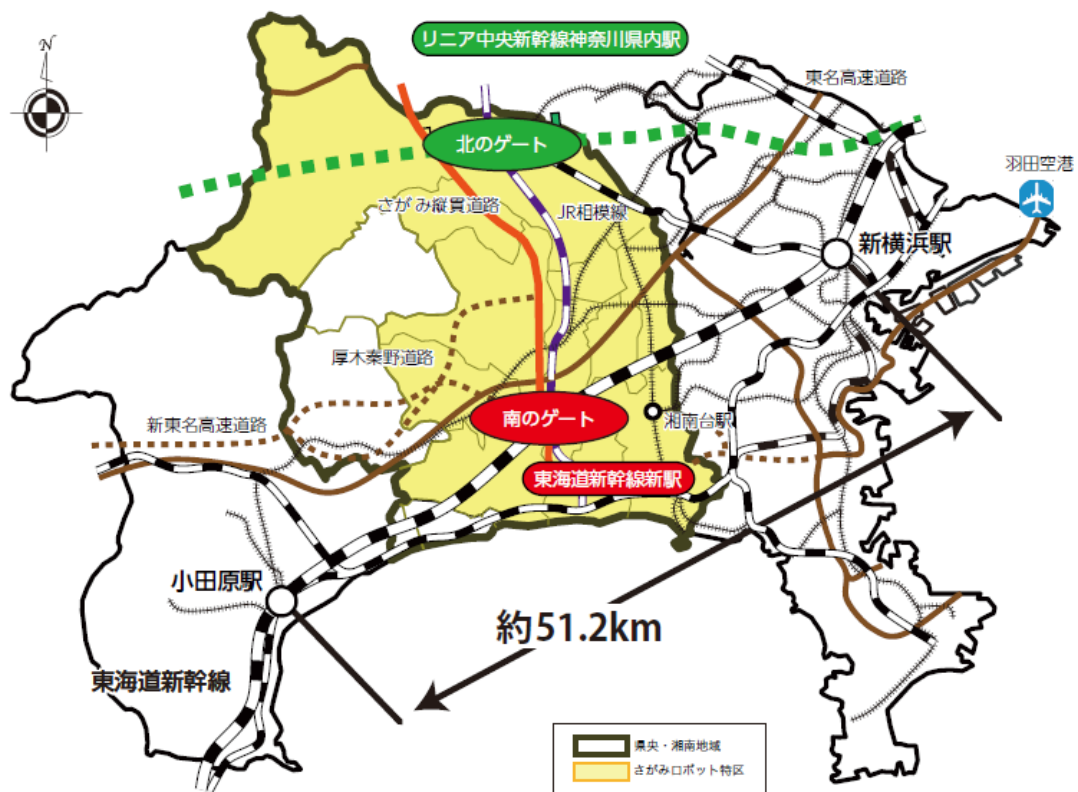 N
リニア中央新幹線神奈川県内駅
東名高速道路
北のゲート
羽田空港
さがみ縦貫道路
JR相模線
新横浜駅
厚木秦野道路
新東名高速道路
南のゲート
湘南台駅
東海道新幹線新駅
小田原駅
約51.2km
東海道新幹線
県央・湘南地域
さがみロボット特区